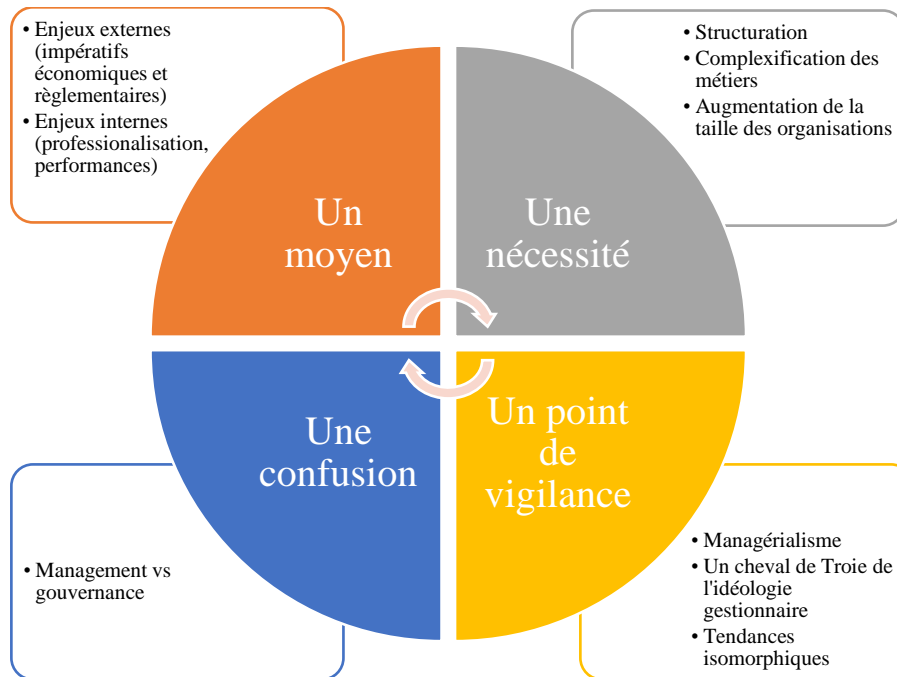 • Enjeux externes
(impératifs
économiques et
règlementaires)
• Enjeux internes
(professionalisation,
performances)
• Structuration
• Complexification des
métiers
• Augmentation de la
taille des organisations
Un
moyen
Une
nécessité
Une
confusion
Un point
de
vigilance
• Management vs
gouvernance
• Managérialisme
• Un cheval de Troie de
l'idéologie
gestionnaire
• Tendances
isomorphiques